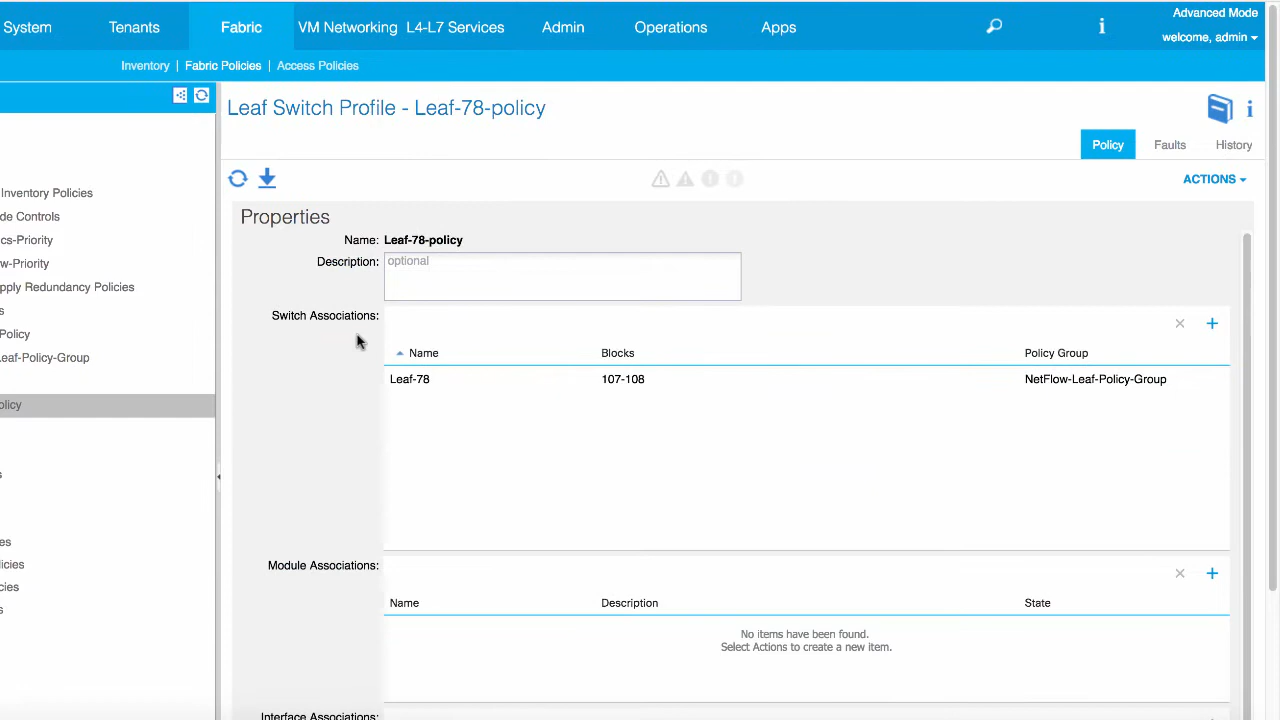 System Tenants Fabric VM Networking L4-L7 Services Admin Operations Apps i Advanced Mode
welcome, admin
Inventory | Fabric Policies | Access Policies
Leaf Switch Profile - Leaf-78-policy
i
Policy Faults History
ACTIONS
Inventory Policies
de Controls
cs-Priority
w-Priority
pply Redundancy Policies
s
Policy
eaf-Policy-Group
olicy
s
es
icies
cies
s
Properties
Name: Leaf-78-policy
Description: optional
Switch Associations:
Name Blocks Policy Group
Leaf-78 107-108 NetFlow-Leaf-Policy-Group
Module Associations:
Name Description State
No items have been found.
Select Actions to create a new item.
Interface Associations: